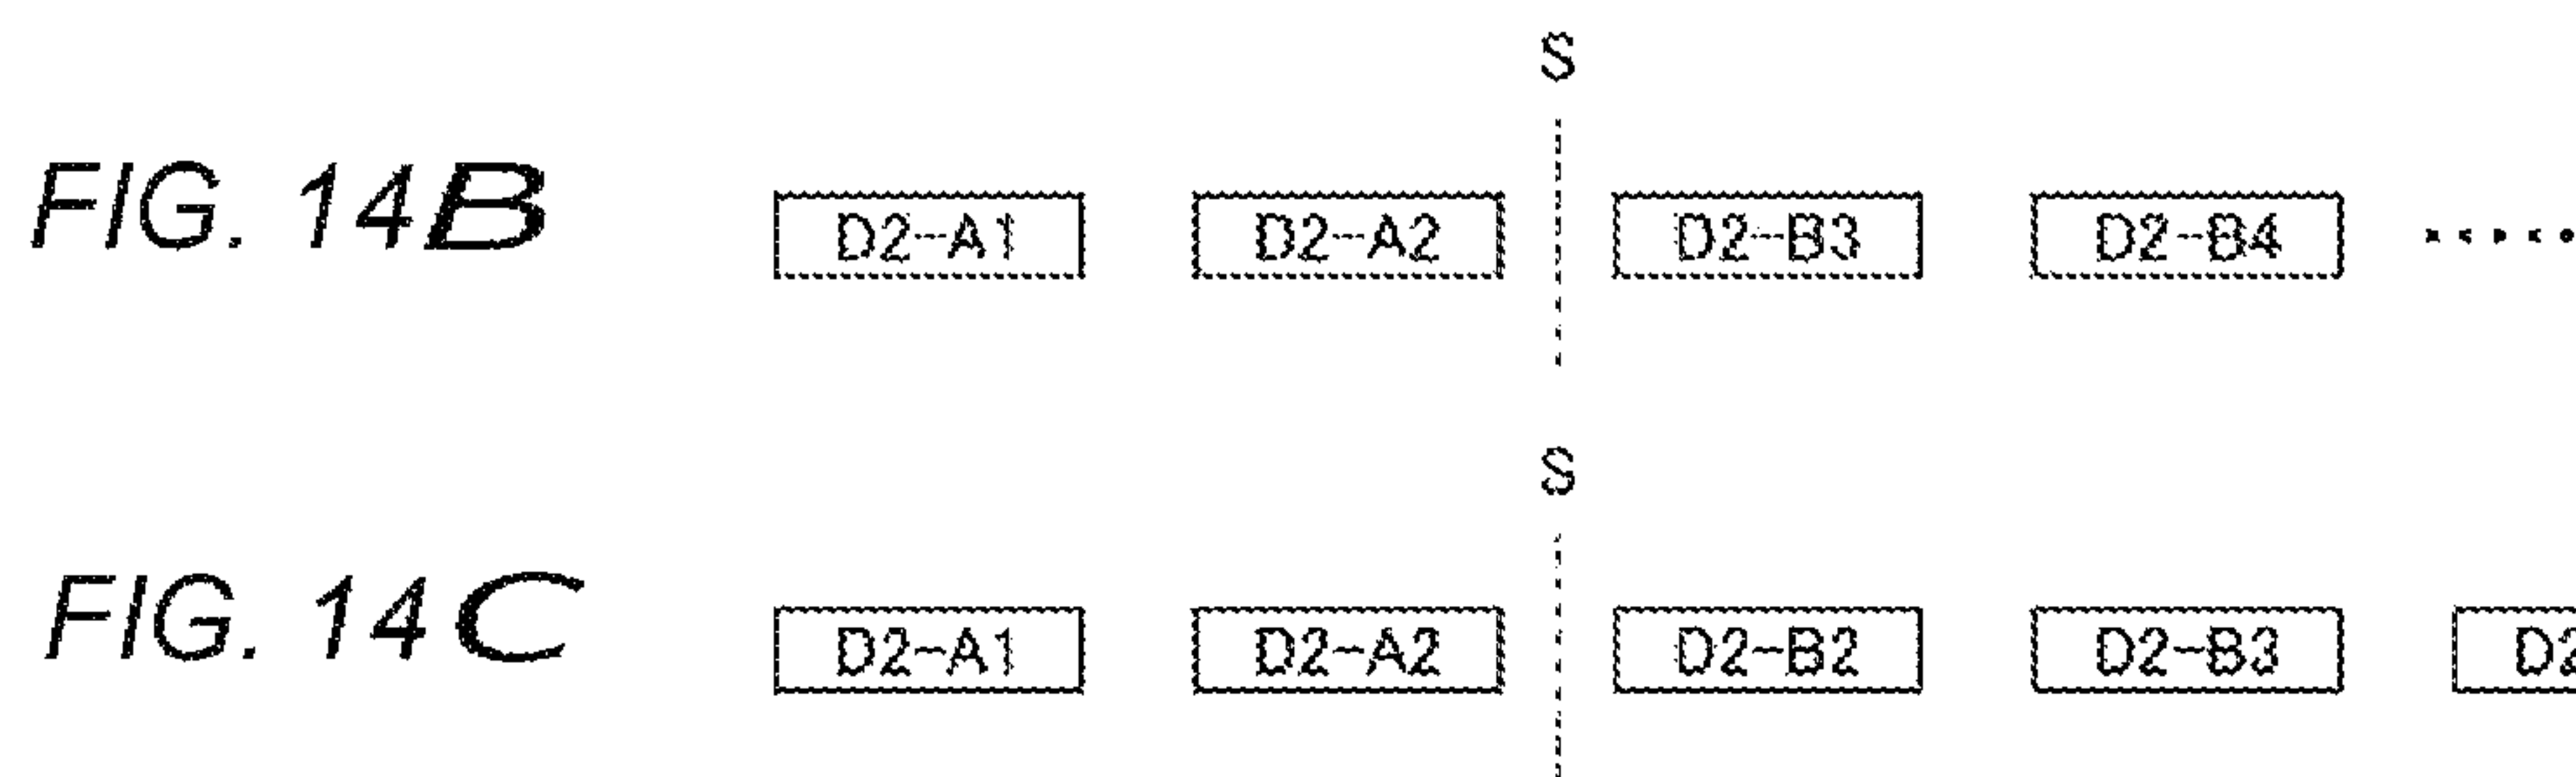 S
FIG. 14B D2-A1 D2-A2 D2-B3 D2-B4 .....
S
FIG. 14C D2-A1 D2-A2 D2-B2 D2-B3